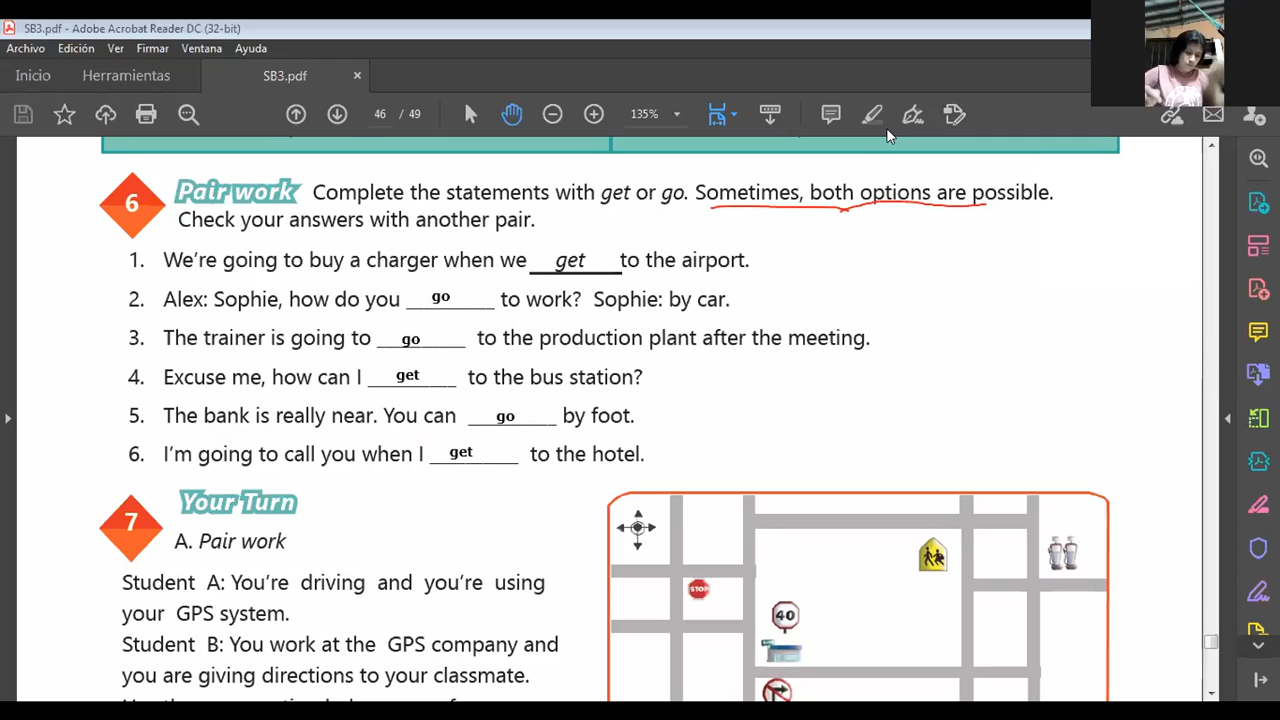 SB3.pdf - Adobe Acrobat Reader DC (32-bit)
Archivo Edición Ver Firmar Ventana Ayuda
Inicio Herramientas SB3.pdf ×
46 / 49 135%
6 Pair work Complete the statements with get or go. Sometimes, both options are possible.
Check your answers with another pair.
1. We're going to buy a charger when we get to the airport.
2. Alex: Sophie, how do you go to work? Sophie: by car.
3. The trainer is going to go to the production plant after the meeting.
4. Excuse me, how can I get to the bus station?
5. The bank is really near. You can go by foot.
6. I'm going to call you when I get to the hotel.
7 Your Turn
A. Pair work
Student A: You're driving and you're using
your GPS system.
Student B: You work at the GPS company and
you are giving directions to your classmate.
STOP
40